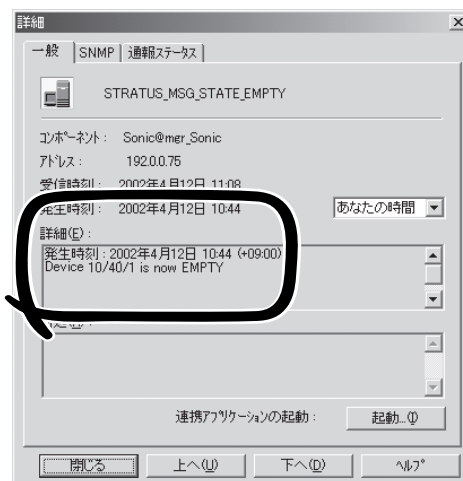 詳細
一般 SNMP 通報ステータス
STRATUS_MSG_STATE_EMPTY
コンポーネント： Sonic@mgr_Sonic
アドレス： 192.0.0.75
受信時刻： 2002年4月12日 11:08
発生時刻： 2002年4月12日 10:44 あなたの時間
詳細(E)：
発生時刻：2002年4月12日 10:44 (+09:00)
Device 10/40/1 is now EMPTY
連携アプリケーションの起動： 起動...(I)
閉じる 上へ(U) 下へ(D) ヘルプ